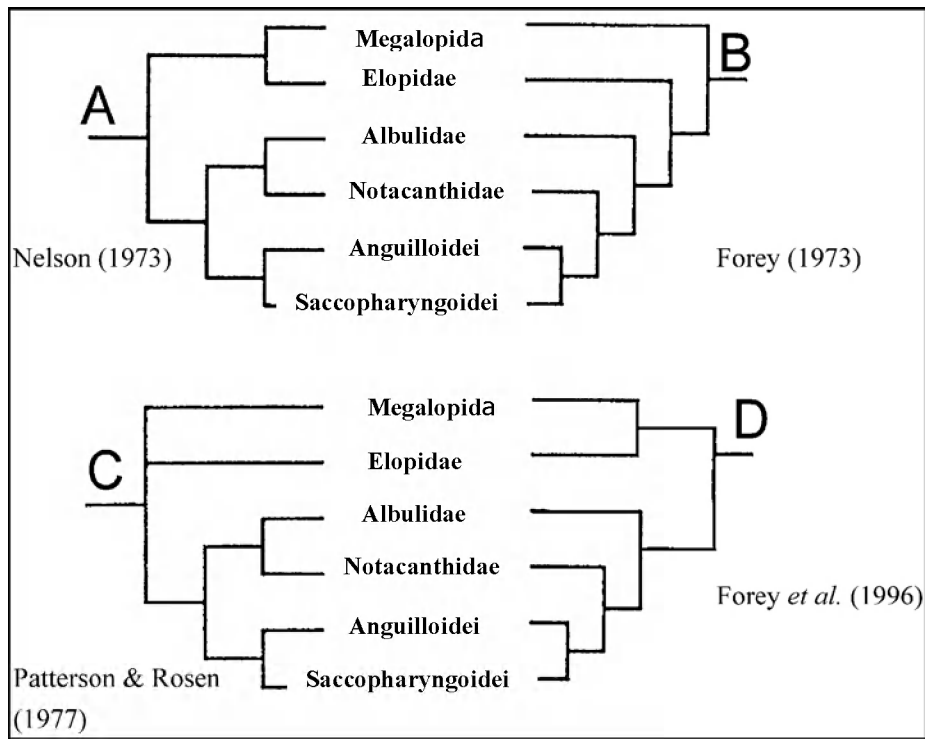 Megalopida
Elopidae
Albulidae
Notacanthidae
Anguilloidei
Saccopharyngoidei
A
B
Nelson (1973)
Forey (1973)
Megalopida
Elopidae
Albulidae
Notacanthidae
Anguilloidei
Saccopharyngoidei
C
D
Patterson & Rosen
(1977)
Forey et al. (1996)